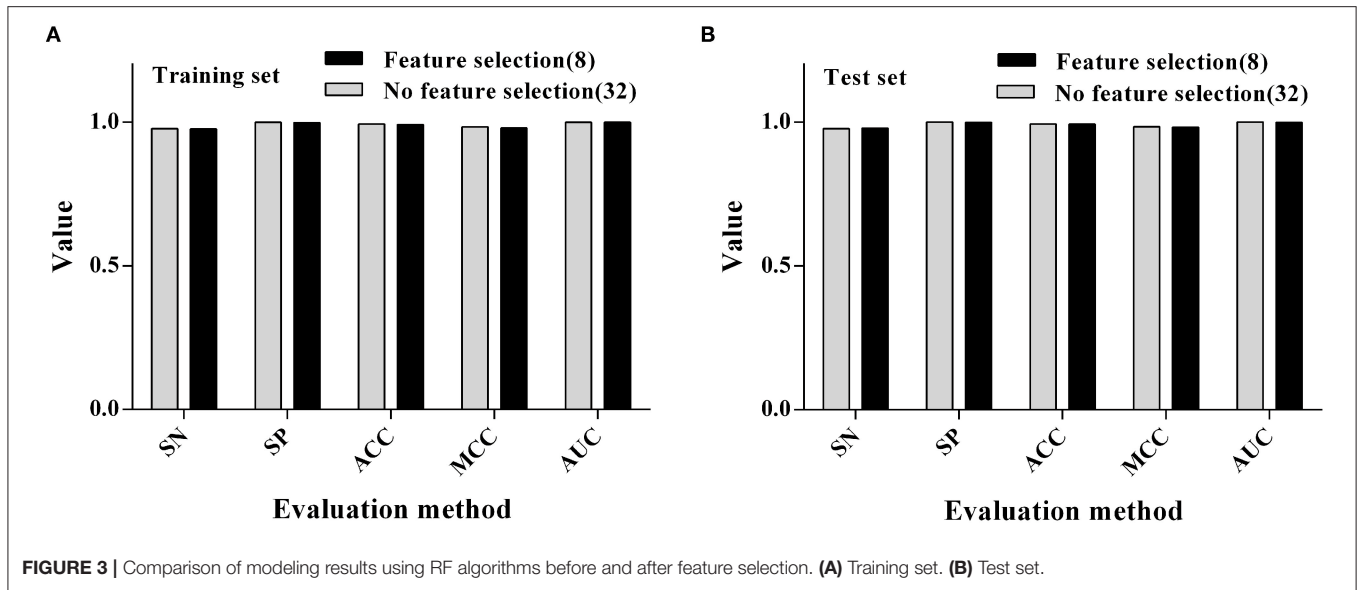 A
Training set
Feature selection(8)
No feature selection(32)
Value
1.0
0.5
0.0
SN
SP
ACC
MCC
AUC
Evaluation method
B
Test set
Feature selection(8)
No feature selection(32)
Value
1.0
0.5
0.0
SN
SP
ACC
MCC
AUC
Evaluation method
FIGURE 3 | Comparison of modeling results using RF algorithms before and after feature selection. (A) Training set. (B) Test set.